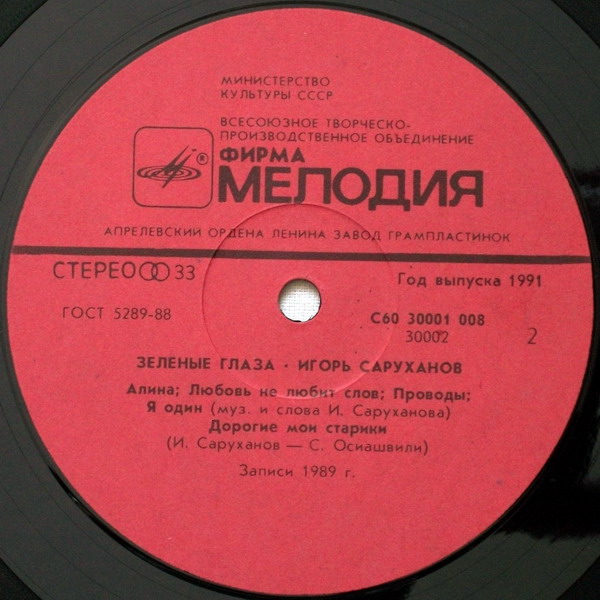 МИНИСТЕРСТВО
КУЛЬТУРЫ СССР
ВСЕСОЮЗНОЕ ТВОРЧЕСКО-
ПРОИЗВОДСТВЕННОЕ ОБЪЕДИНЕНИЕ
® ФИРМА
МЕЛОДИЯ
АПРЕЛЕВСКИЙ ОРДЕНА ЛЕНИНА ЗАВОД ГРАМПЛАСТИНОК
СТЕРЕО 33
Год выпуска 1991
ГОСТ 5289-88
С60 30001 008
30002
2
ЗЕЛЕНЫЕ ГЛАЗА · ИГОРЬ САРУХАНОВ
Алина; Любовь не любит слов; Проводы;
Я один (муз. и слова И. Саруханова)
Дорогие мои старики
(И. Саруханов — С. Осиашвили)
Записи 1989 г.